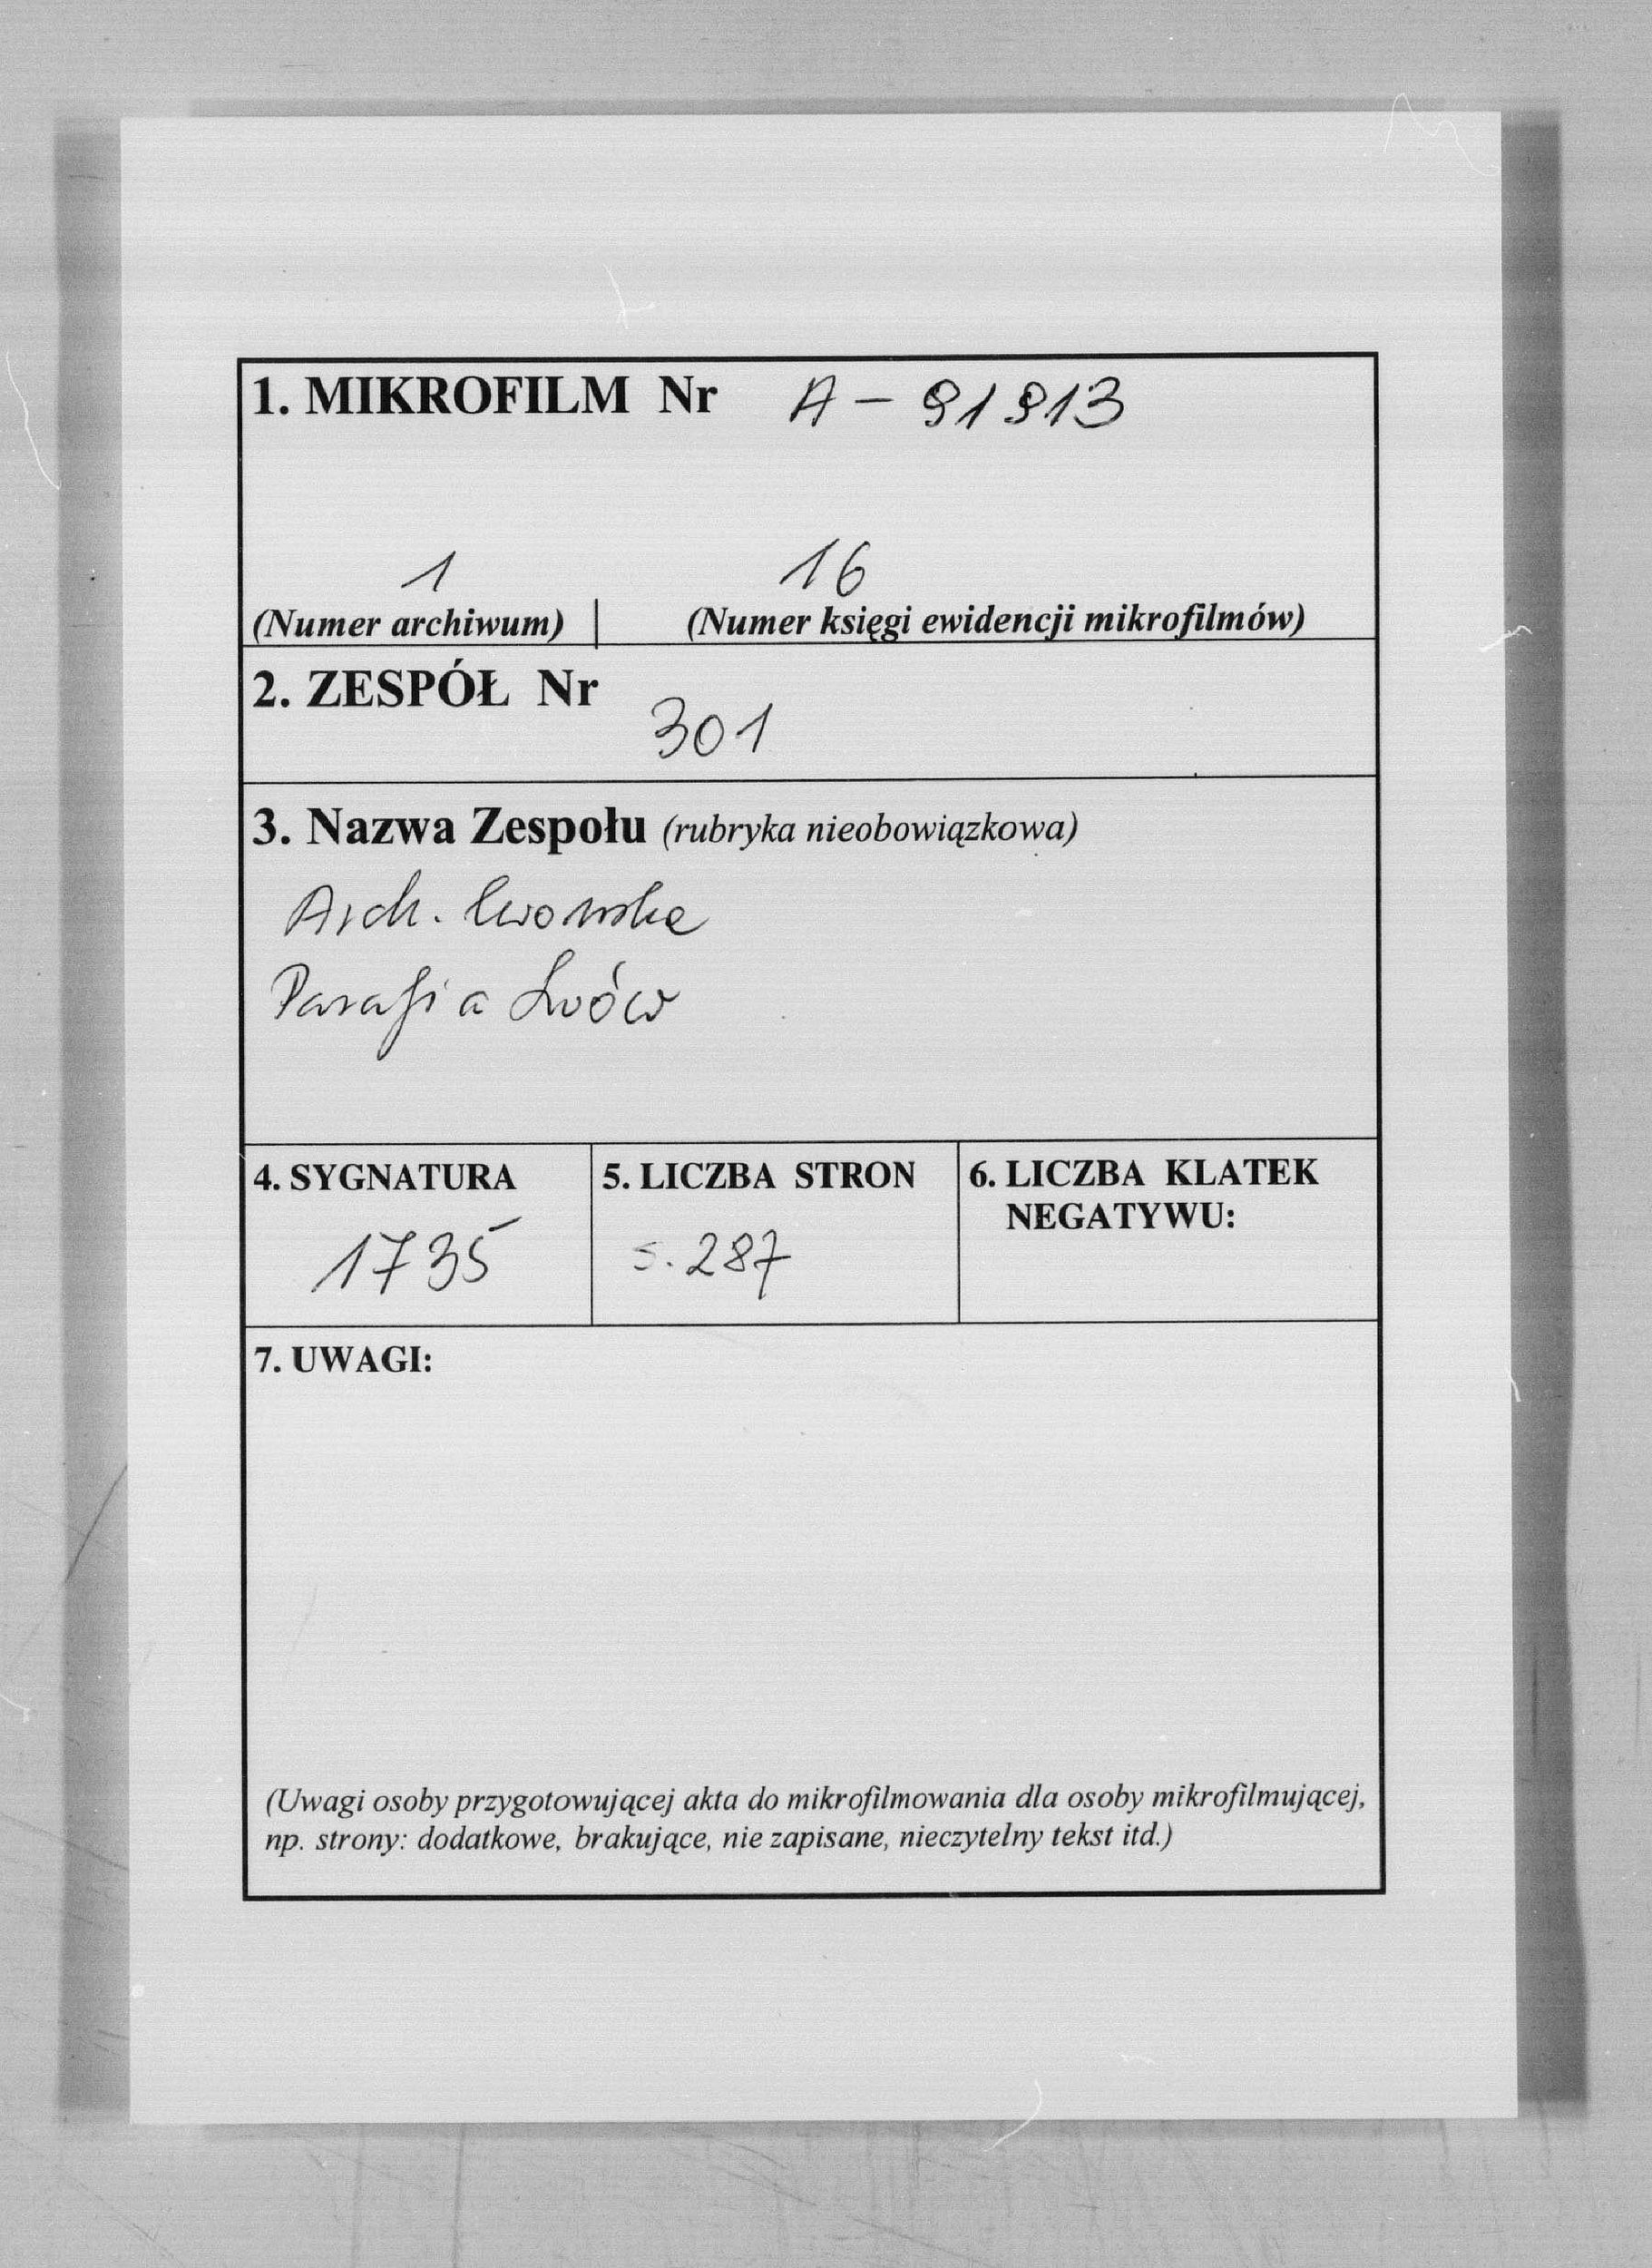 1. MIKROFILM Nr A - 91913
1 16
(Numer archiwum) | (Numer księgi ewidencji mikrofilmów)
2. ZESPÓŁ Nr
301
3. Nazwa Zespołu (rubryka nieobowiązkowa)
Arch. lwowska
Parafia Lwów
4. SYGNATURA 5. LICZBA STRON 6. LICZBA KLATEK
NEGATYWU:
1735 s. 287
7. UWAGI:
(Uwagi osoby przygotowującej akta do mikrofilmowania dla osoby mikrofilmującej,
np. strony: dodatkowe, brakujące, nie zapisane, nieczytelny tekst itd.)